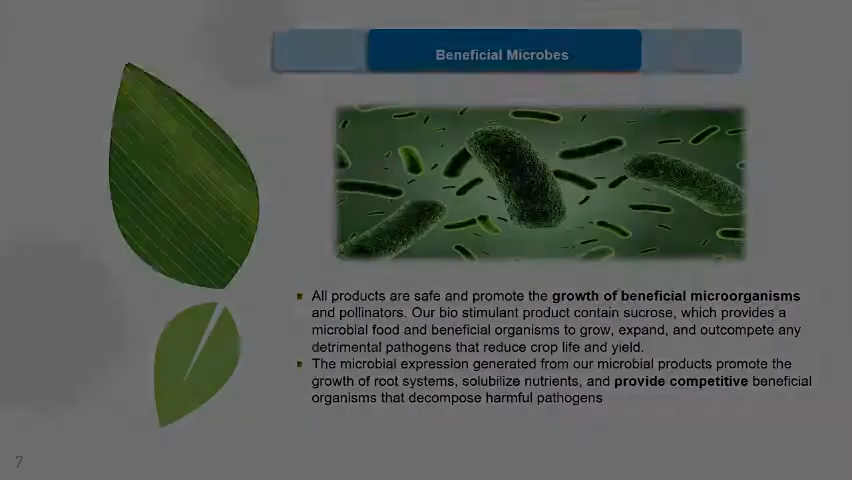 Beneficial Microbes
All products are safe and promote the growth of beneficial microorganisms
and pollinators. Our bio stimulant product contain sucrose, which provides a
microbial food and beneficial organisms to grow, expand, and outcompete any
detrimental pathogens that reduce crop life and yield.
The microbial expression generated from our microbial products promote the
growth of root systems, solubilize nutrients, and provide competitive beneficial
organisms that decompose harmful pathogens
7